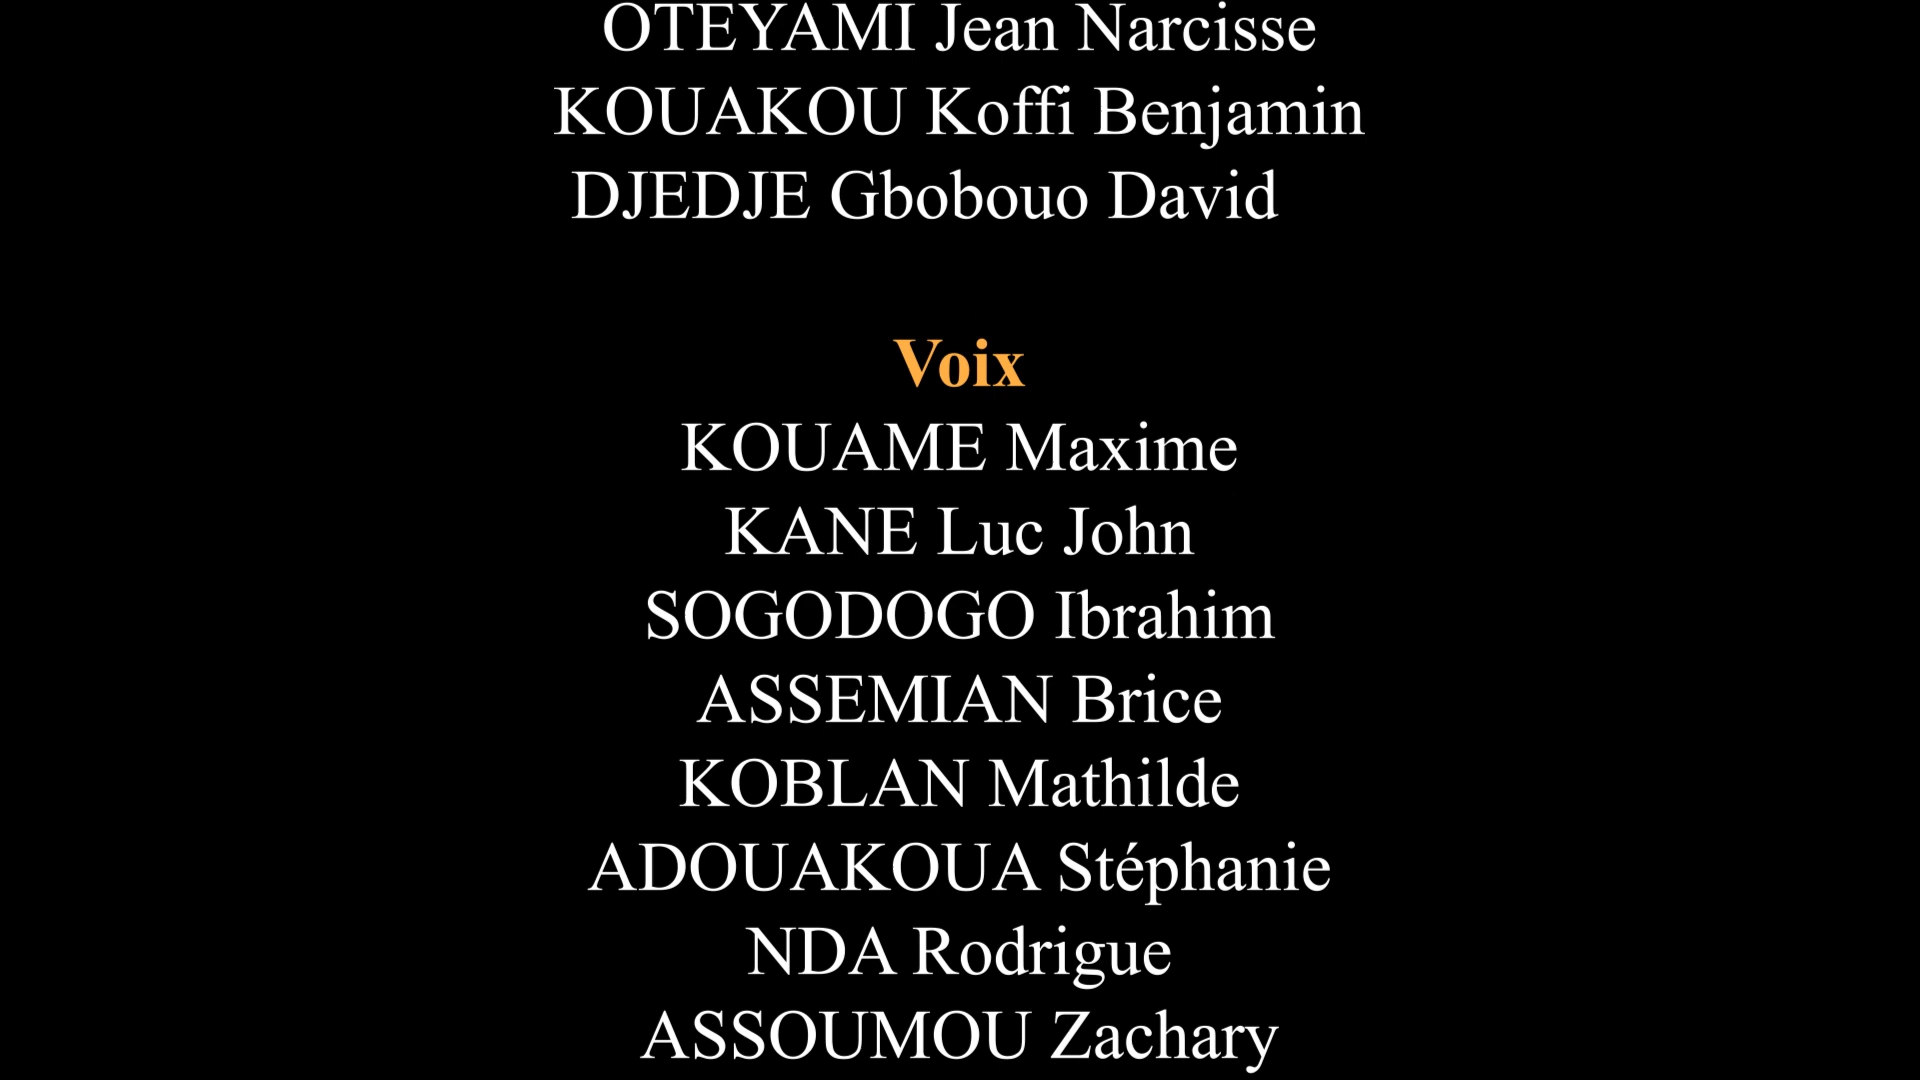 OTEYAMI Jean Narcisse
KOUAKOU Koffi Benjamin
DJEDJE Gbobouo David
Voix
KOUAME Maxime
KANE Luc John
SOGODOGO Ibrahim
ASSEMIAN Brice
KOBLAN Mathilde
ADOUAKOUA Stéphanie
NDA Rodrigue
ASSOUMOU Zachary